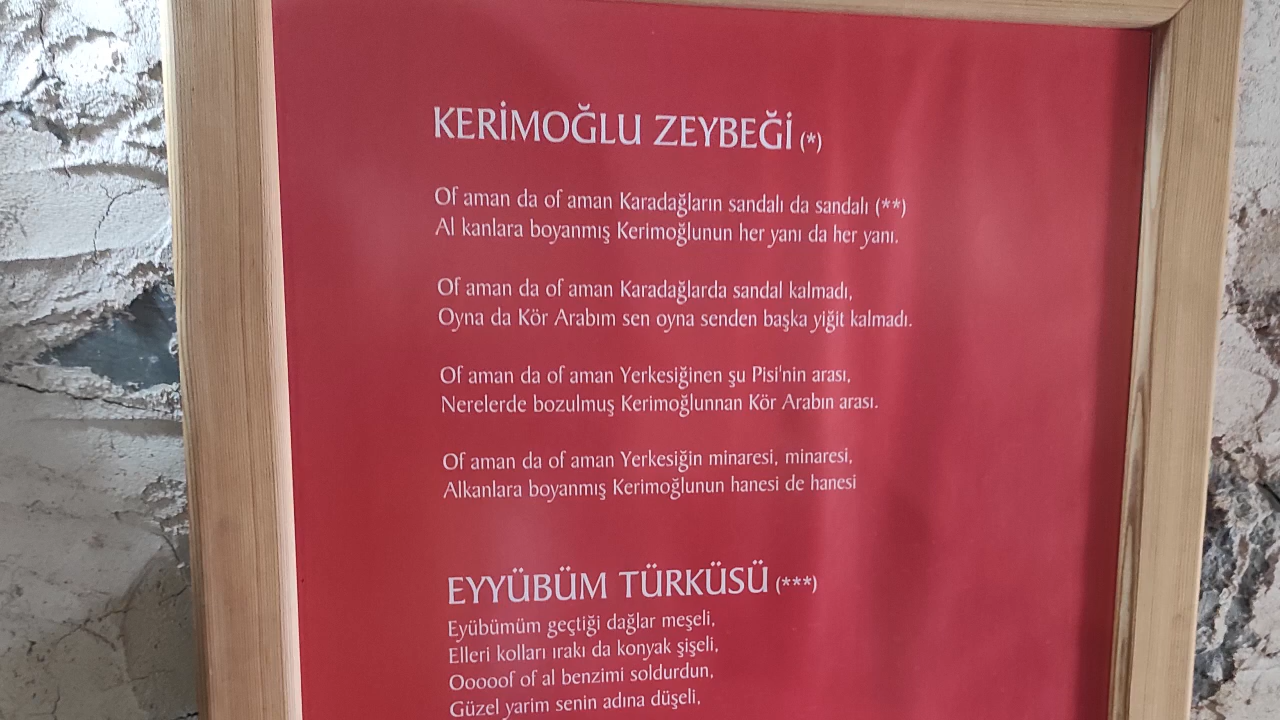 KERİMOĞLU ZEYBEĞİ (*)
Of aman da of aman Karadağların sandalı da sandalı (**)
Al kanlara boyanmış Kerimoğlunun her yanı da her yanı.
Of aman da of aman Karadağlarda sandal kalmadı,
Oyna da Kör Arabım sen oyna senden başka yiğit kalmadı.
Of aman da of aman Yerkesiğinen şu Pisi'nin arası,
Nerelerde bozulmuş Kerimoğlunnan Kör Arabın arası.
Of aman da of aman Yerkesiğin minaresi, minaresi,
Alkanlara boyanmış Kerimoğlunun hanesi de hanesi
EYYÜBÜM TÜRKÜSÜ (***)
Eyübümüm geçtiği dağlar meşeli,
Elleri kolları ırakı da konyak şişeli,
Ooooof of al benzimi soldurdun,
Güzel yarim senin adına düşeli,